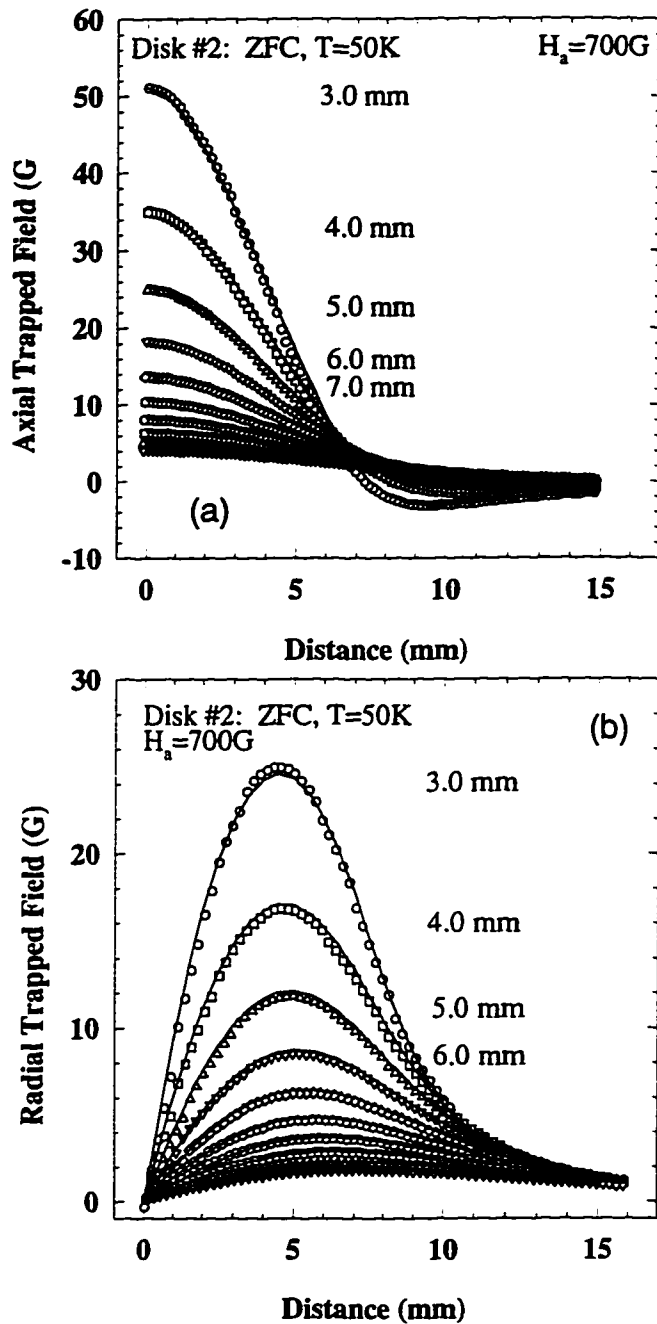 60
Disk #2: ZFC, T=50K Hₐ=700G
50
3.0 mm
40
4.0 mm
30
5.0 mm
20
6.0 mm
7.0 mm
10
0
(a)
-10
0 5 10 15
Axial Trapped Field (G
Distance (mm)
30
Disk #2: ZFC, T=50K
Hₐ=700G
(b)
3.0 mm
20
4.0 mm
5.0 mm
10
6.0 mm
0
0 5 10 15
Radial Trapped Field (G)
Distance (mm)